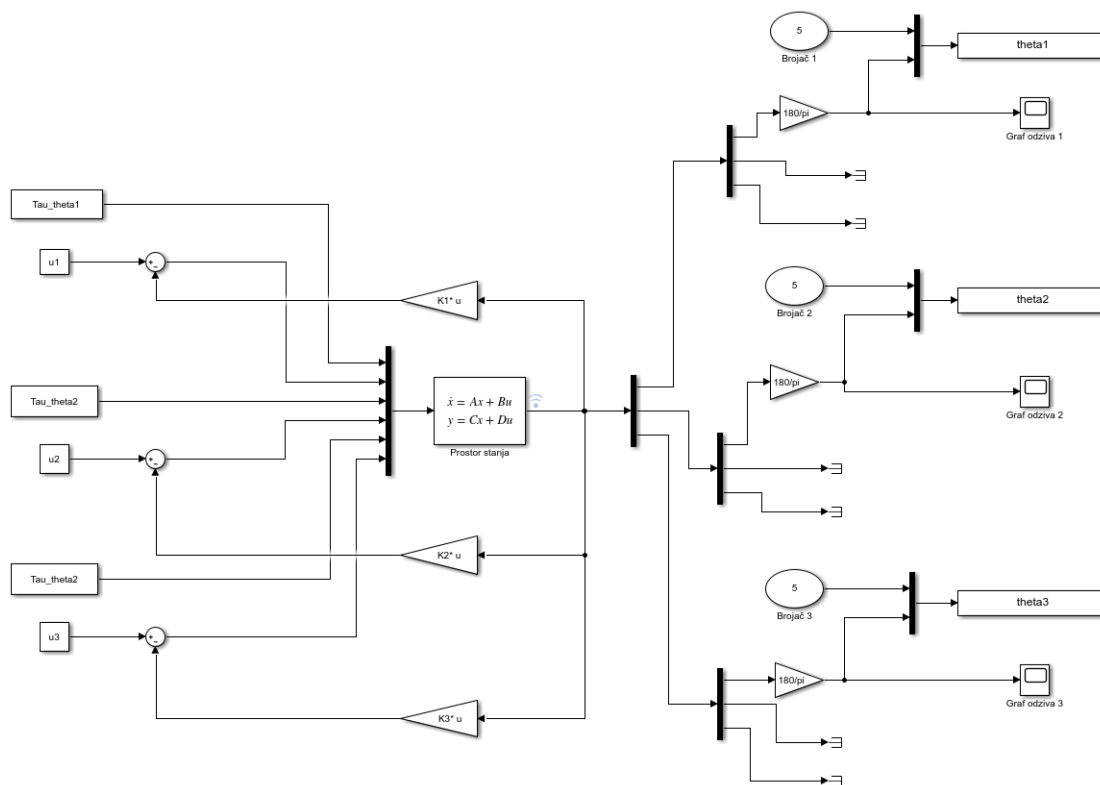 5
Brojač 1
theta1
180/pi
Graf odziva 1
Tau_theta1
u1
K1* u
5
Brojač 2
theta2
180/pi
Graf odziva 2
Tau_theta2
ẋ = Ax + Bu
y = Cx + Du
Prostor stanja
u2
K2* u
Tau_theta2
5
Brojač 3
theta3
u3
180/pi
Graf odziva 3
K3* u